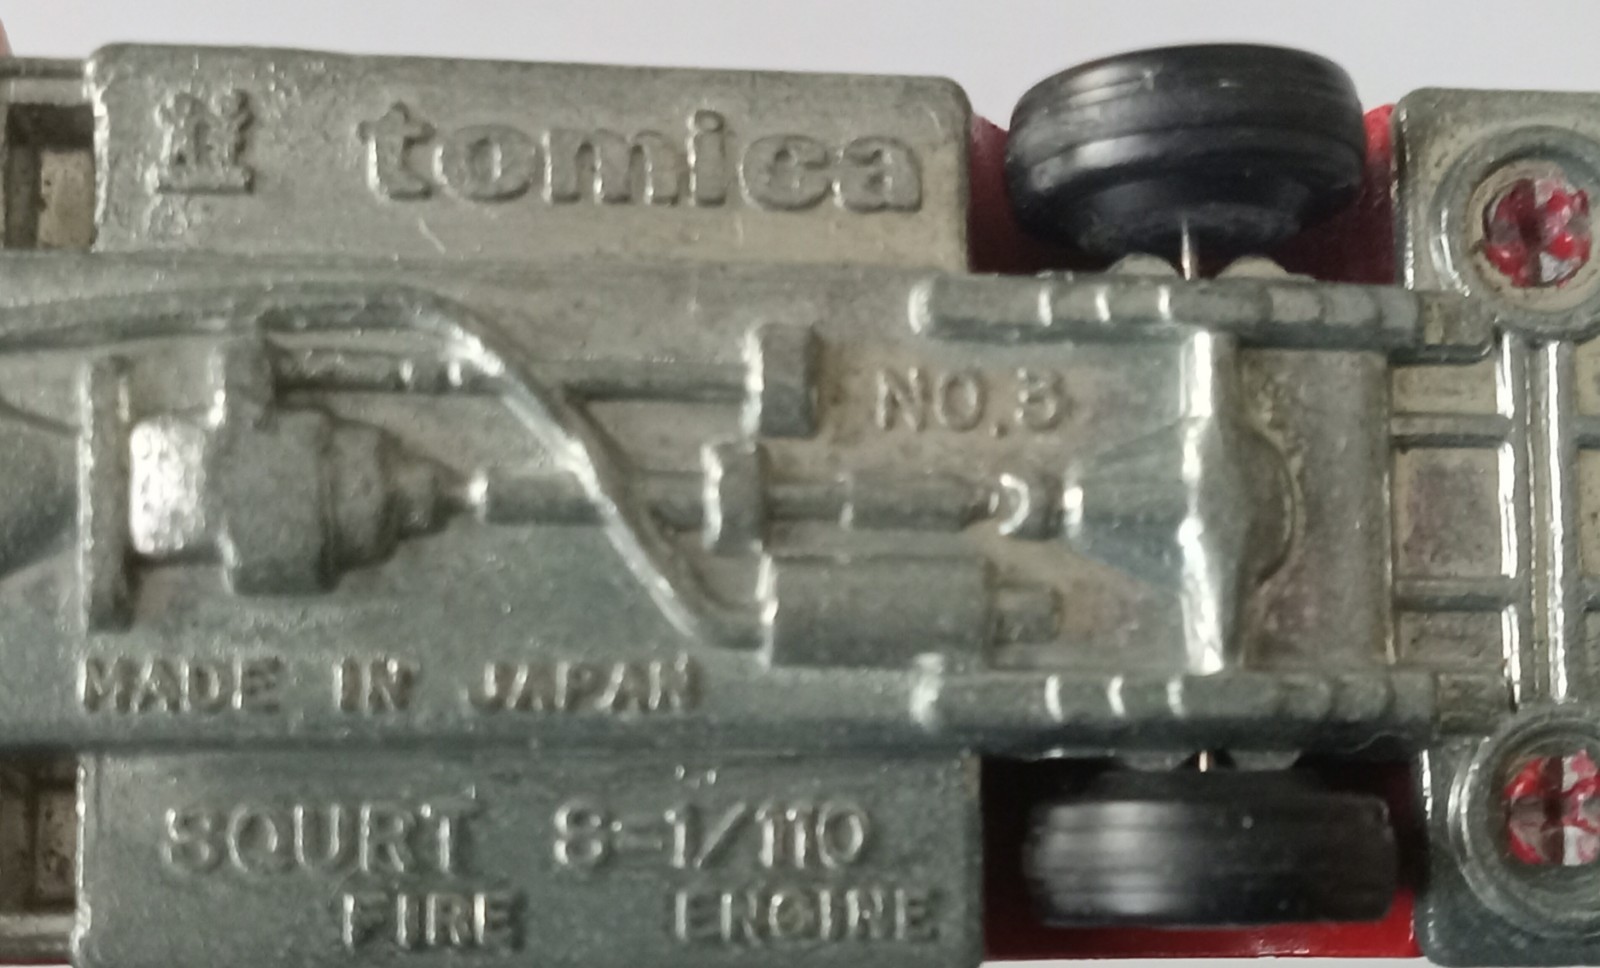 tomica
NO.3
MADE IN JAPAN
SQURT S=1/110
FIRE ENGINE